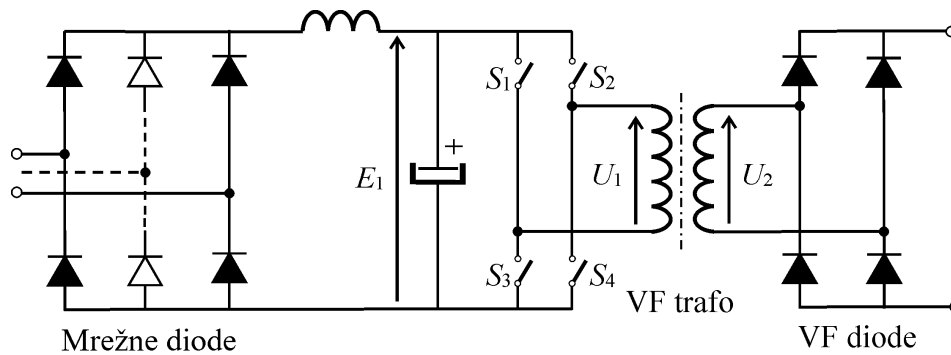 S1
S2
+
E1
U1
U2
S3
S4
VF trafo
Mrežne diode
VF diode